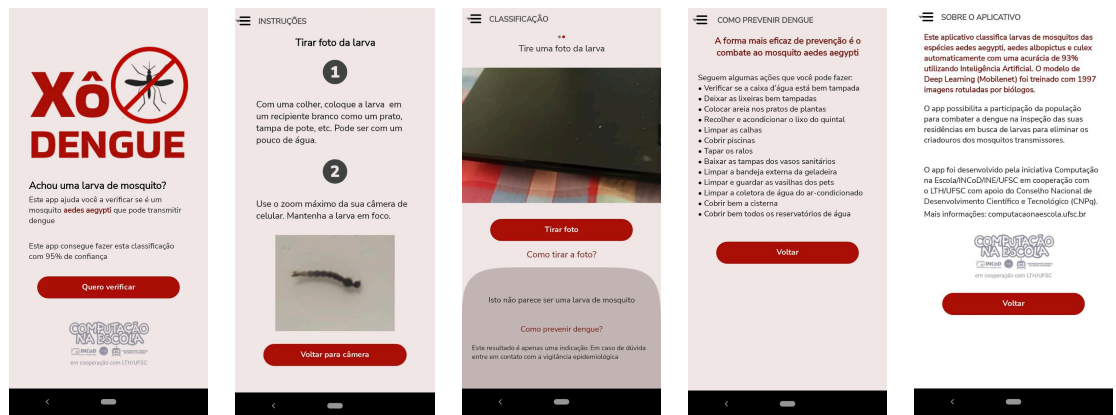 Xô
DENGUE
Achou uma larva de mosquito?
Este app ajuda você a verificar se é um
mosquito aedes aegypti que pode transmitir
dengue
Este app consegue fazer esta classificação
com 95% de confiança
Quero verificar
COMPUTAÇÃO
NA ESCOLA
INCoD
em cooperação com LTH/UFSC
INSTRUÇÕES
Tirar foto da larva
1
Com uma colher, coloque a larva em
um recipiente branco como um prato,
tampa de pote, etc. Pode ser com um
pouco de água.
2
Use o zoom máximo da sua câmera de
celular. Mantenha a larva em foco.
Voltar para câmera
CLASSIFICAÇÃO
Tire uma foto da larva
Tirar foto
Como tirar a foto?
Isto não parece ser uma larva de mosquito
Como prevenir dengue?
Este resultado é apenas uma indicação. Em caso de dúvida
entre em contato com a vigilância epidemiológica
COMO PREVENIR DENGUE
A forma mais eficaz de prevenção é o
combate ao mosquito aedes aegypti
Seguem algumas ações que você pode fazer:
• Verificar se a caixa d'água está bem tampada
• Deixar as lixeiras bem tampadas
• Colocar areia nos pratos de plantas
• Recolher e acondicionar o lixo do quintal
• Limpar as calhas
• Cobrir piscinas
• Tapar os ralos
• Baixar as tampas dos vasos sanitários
• Limpar a bandeja externa da geladeira
• Limpar e guardar as vasilhas dos pets
• Limpar a coletora de água do ar-condicionado
• Cobrir bem a cisterna
• Cobrir bem todos os reservatórios de água
Voltar
SOBRE O APLICATIVO
Este aplicativo classifica larvas de mosquitos das
espécies aedes aegypti, aedes albopictus e culex
automaticamente com uma acurácia de 93%
utilizando Inteligência Artificial. O modelo de
Deep Learning (Mobilenet) foi treinado com 1997
imagens rotuladas por biólogos.
O app possibilita a participação da população
para combater a dengue na inspeção das suas
residências em busca de larvas para eliminar os
criadouros dos mosquitos transmissores.
O app foi desenvolvido pela iniciativa Computação
na Escola/INCoD/INE/UFSC em cooperação com
o LTH/UFSC com apoio do Conselho Nacional de
Desenvolvimento Científico e Tecnológico (CNPq).
Mais informações: computacaonaescola.ufsc.br
COMPUTAÇÃO
NA ESCOLA
INCoD
em cooperação com LTH/UFSC
Voltar